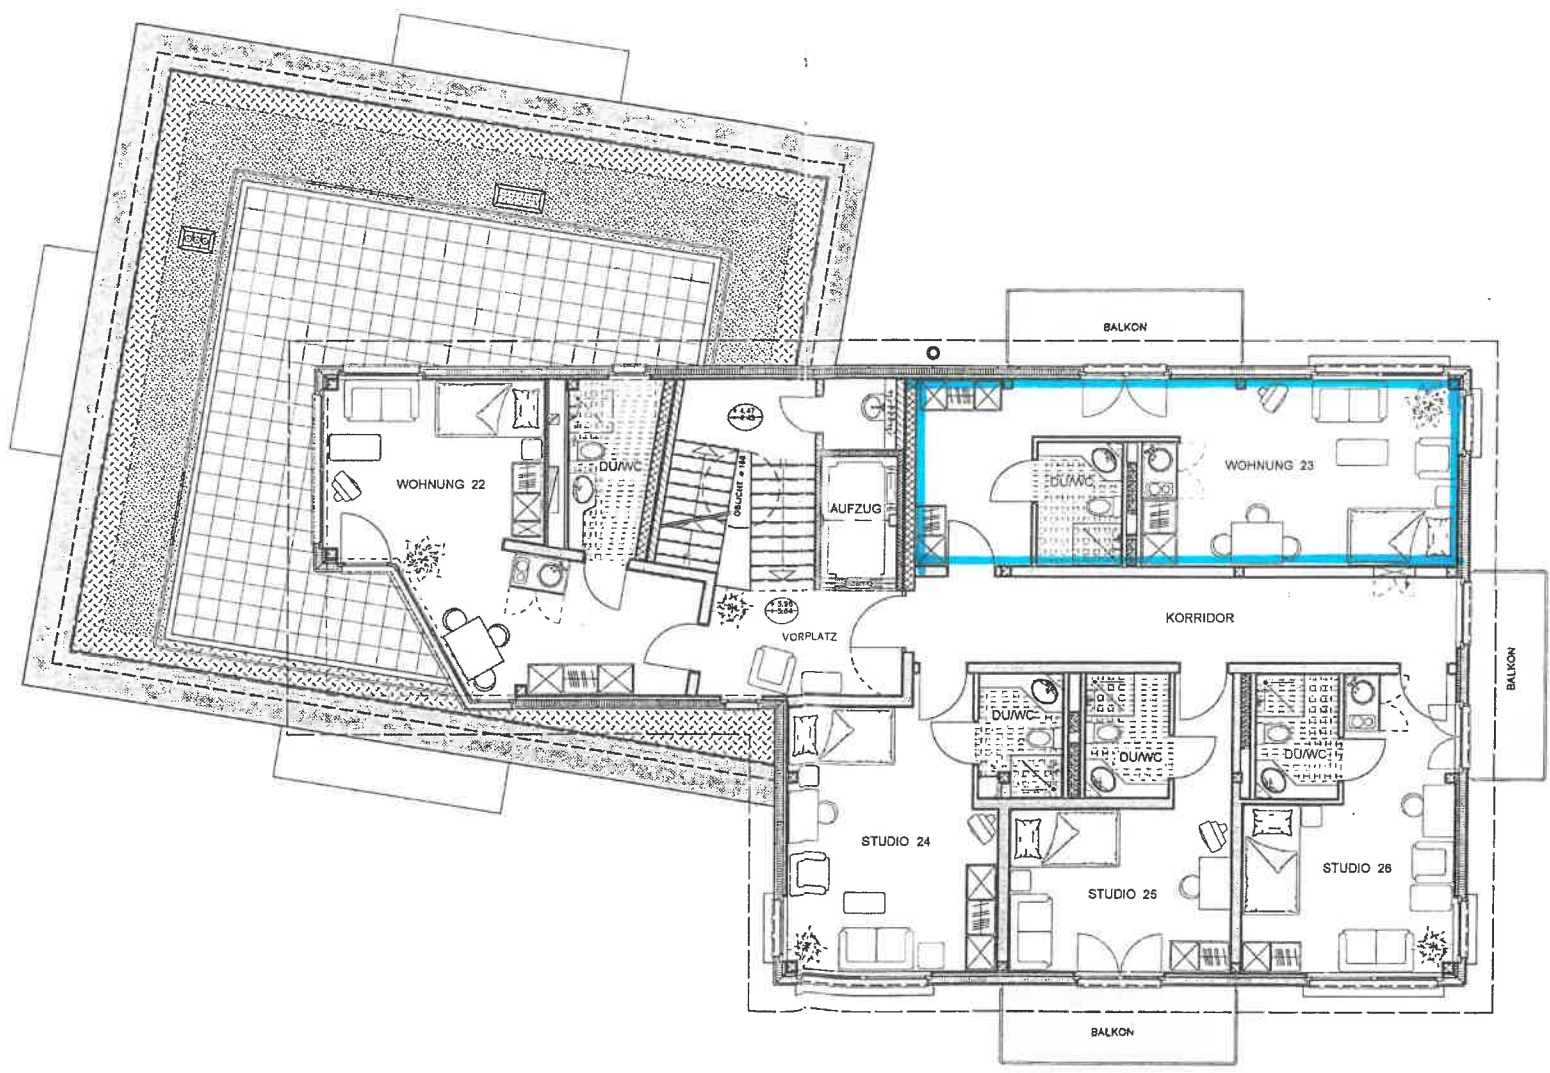 BALKON
WOHNUNG 22
DU/WC
AUFZUG
DU/WC
WOHNUNG 23
VORPLATZ
KORRIDOR
BALKON
DU/WC
DU/WC
DU/WC
STUDIO 24
STUDIO 25
STUDIO 26
BALKON